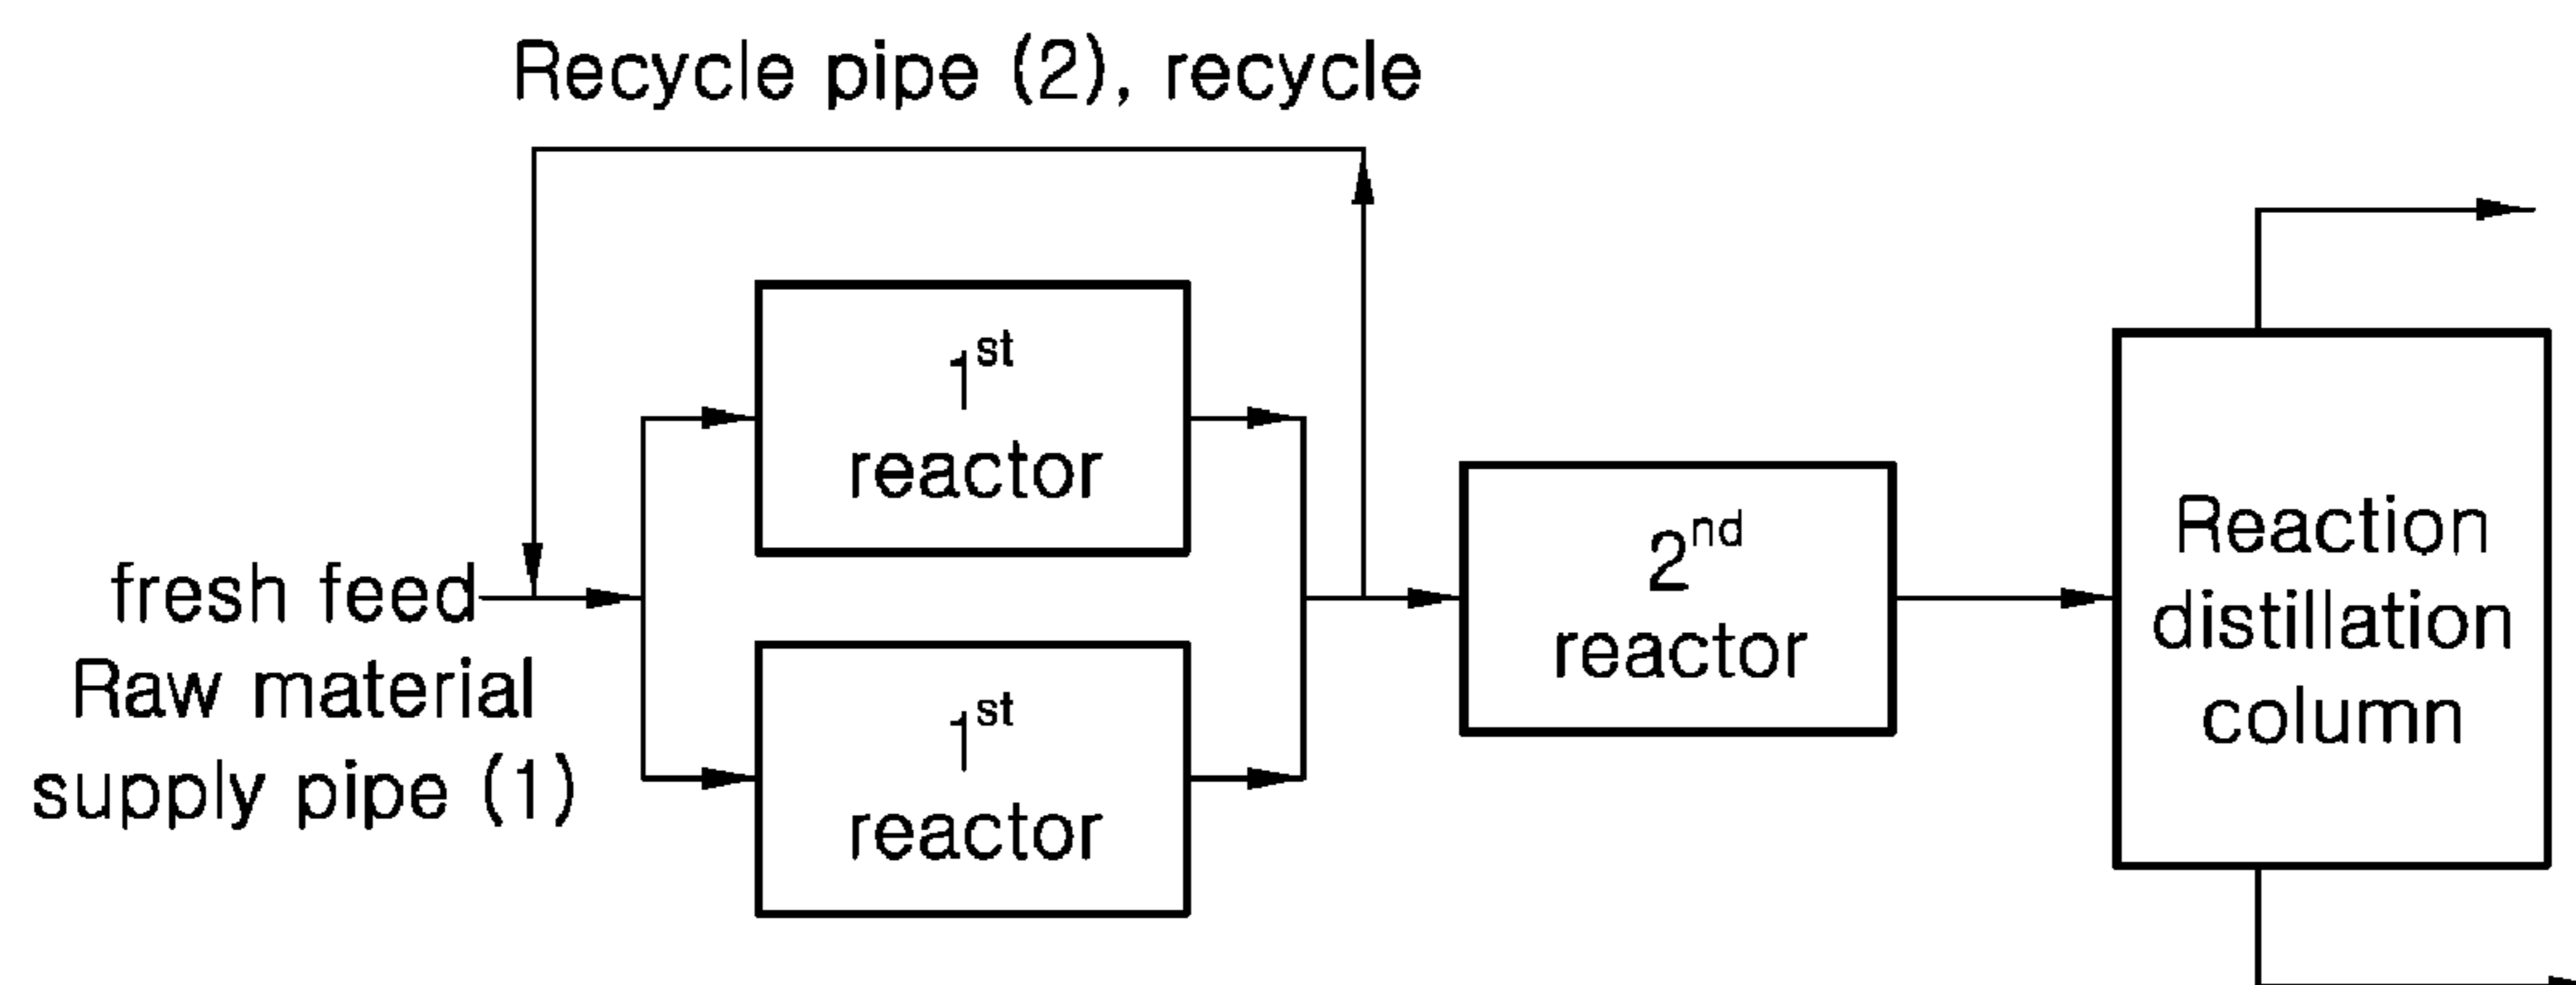 Recycle pipe (2), recycle
1st
reactor
fresh feed
Raw material
supply pipe (1)
1st
reactor
2nd
reactor
Reaction
distillation
column